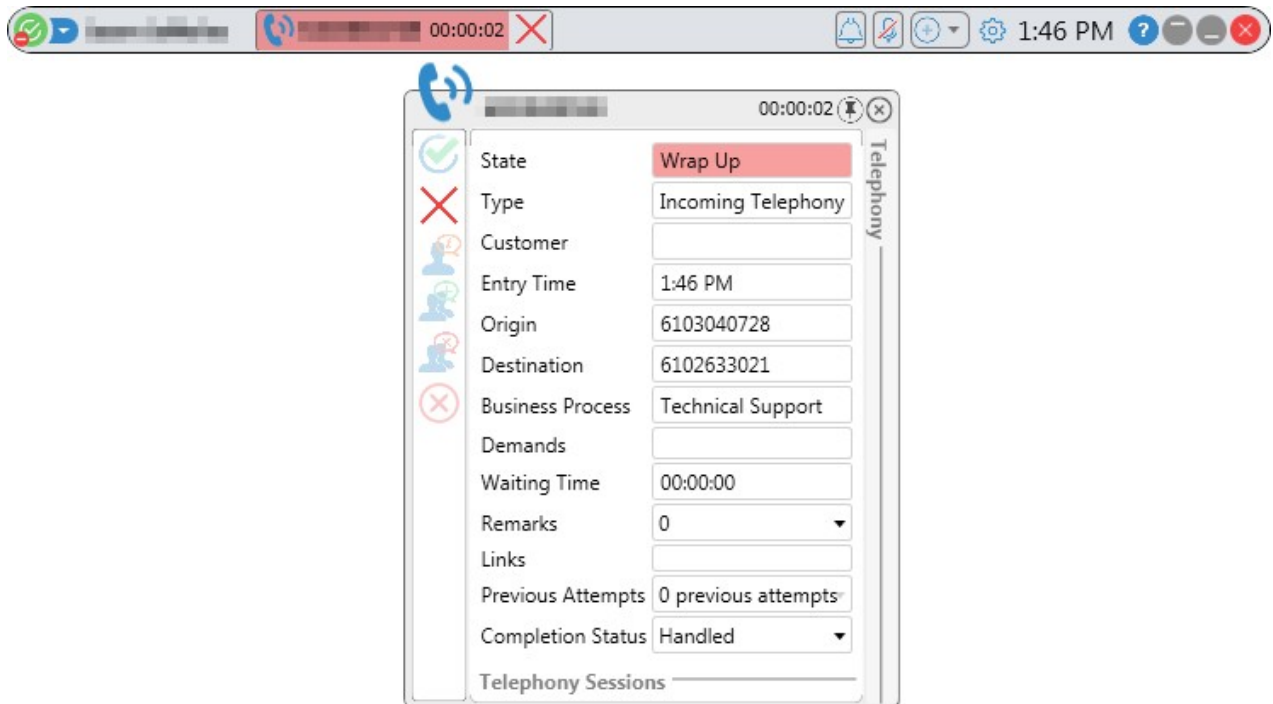 00:00:02 1:46 PM ?
00:00:02
Telephony
State Wrap Up
Type Incoming Telephony
Customer
Entry Time 1:46 PM
Origin 6103040728
Destination 6102633021
Business Process Technical Support
Demands
Waiting Time 00:00:00
Remarks 0
Links
Previous Attempts 0 previous attempts
Completion Status Handled
Telephony Sessions